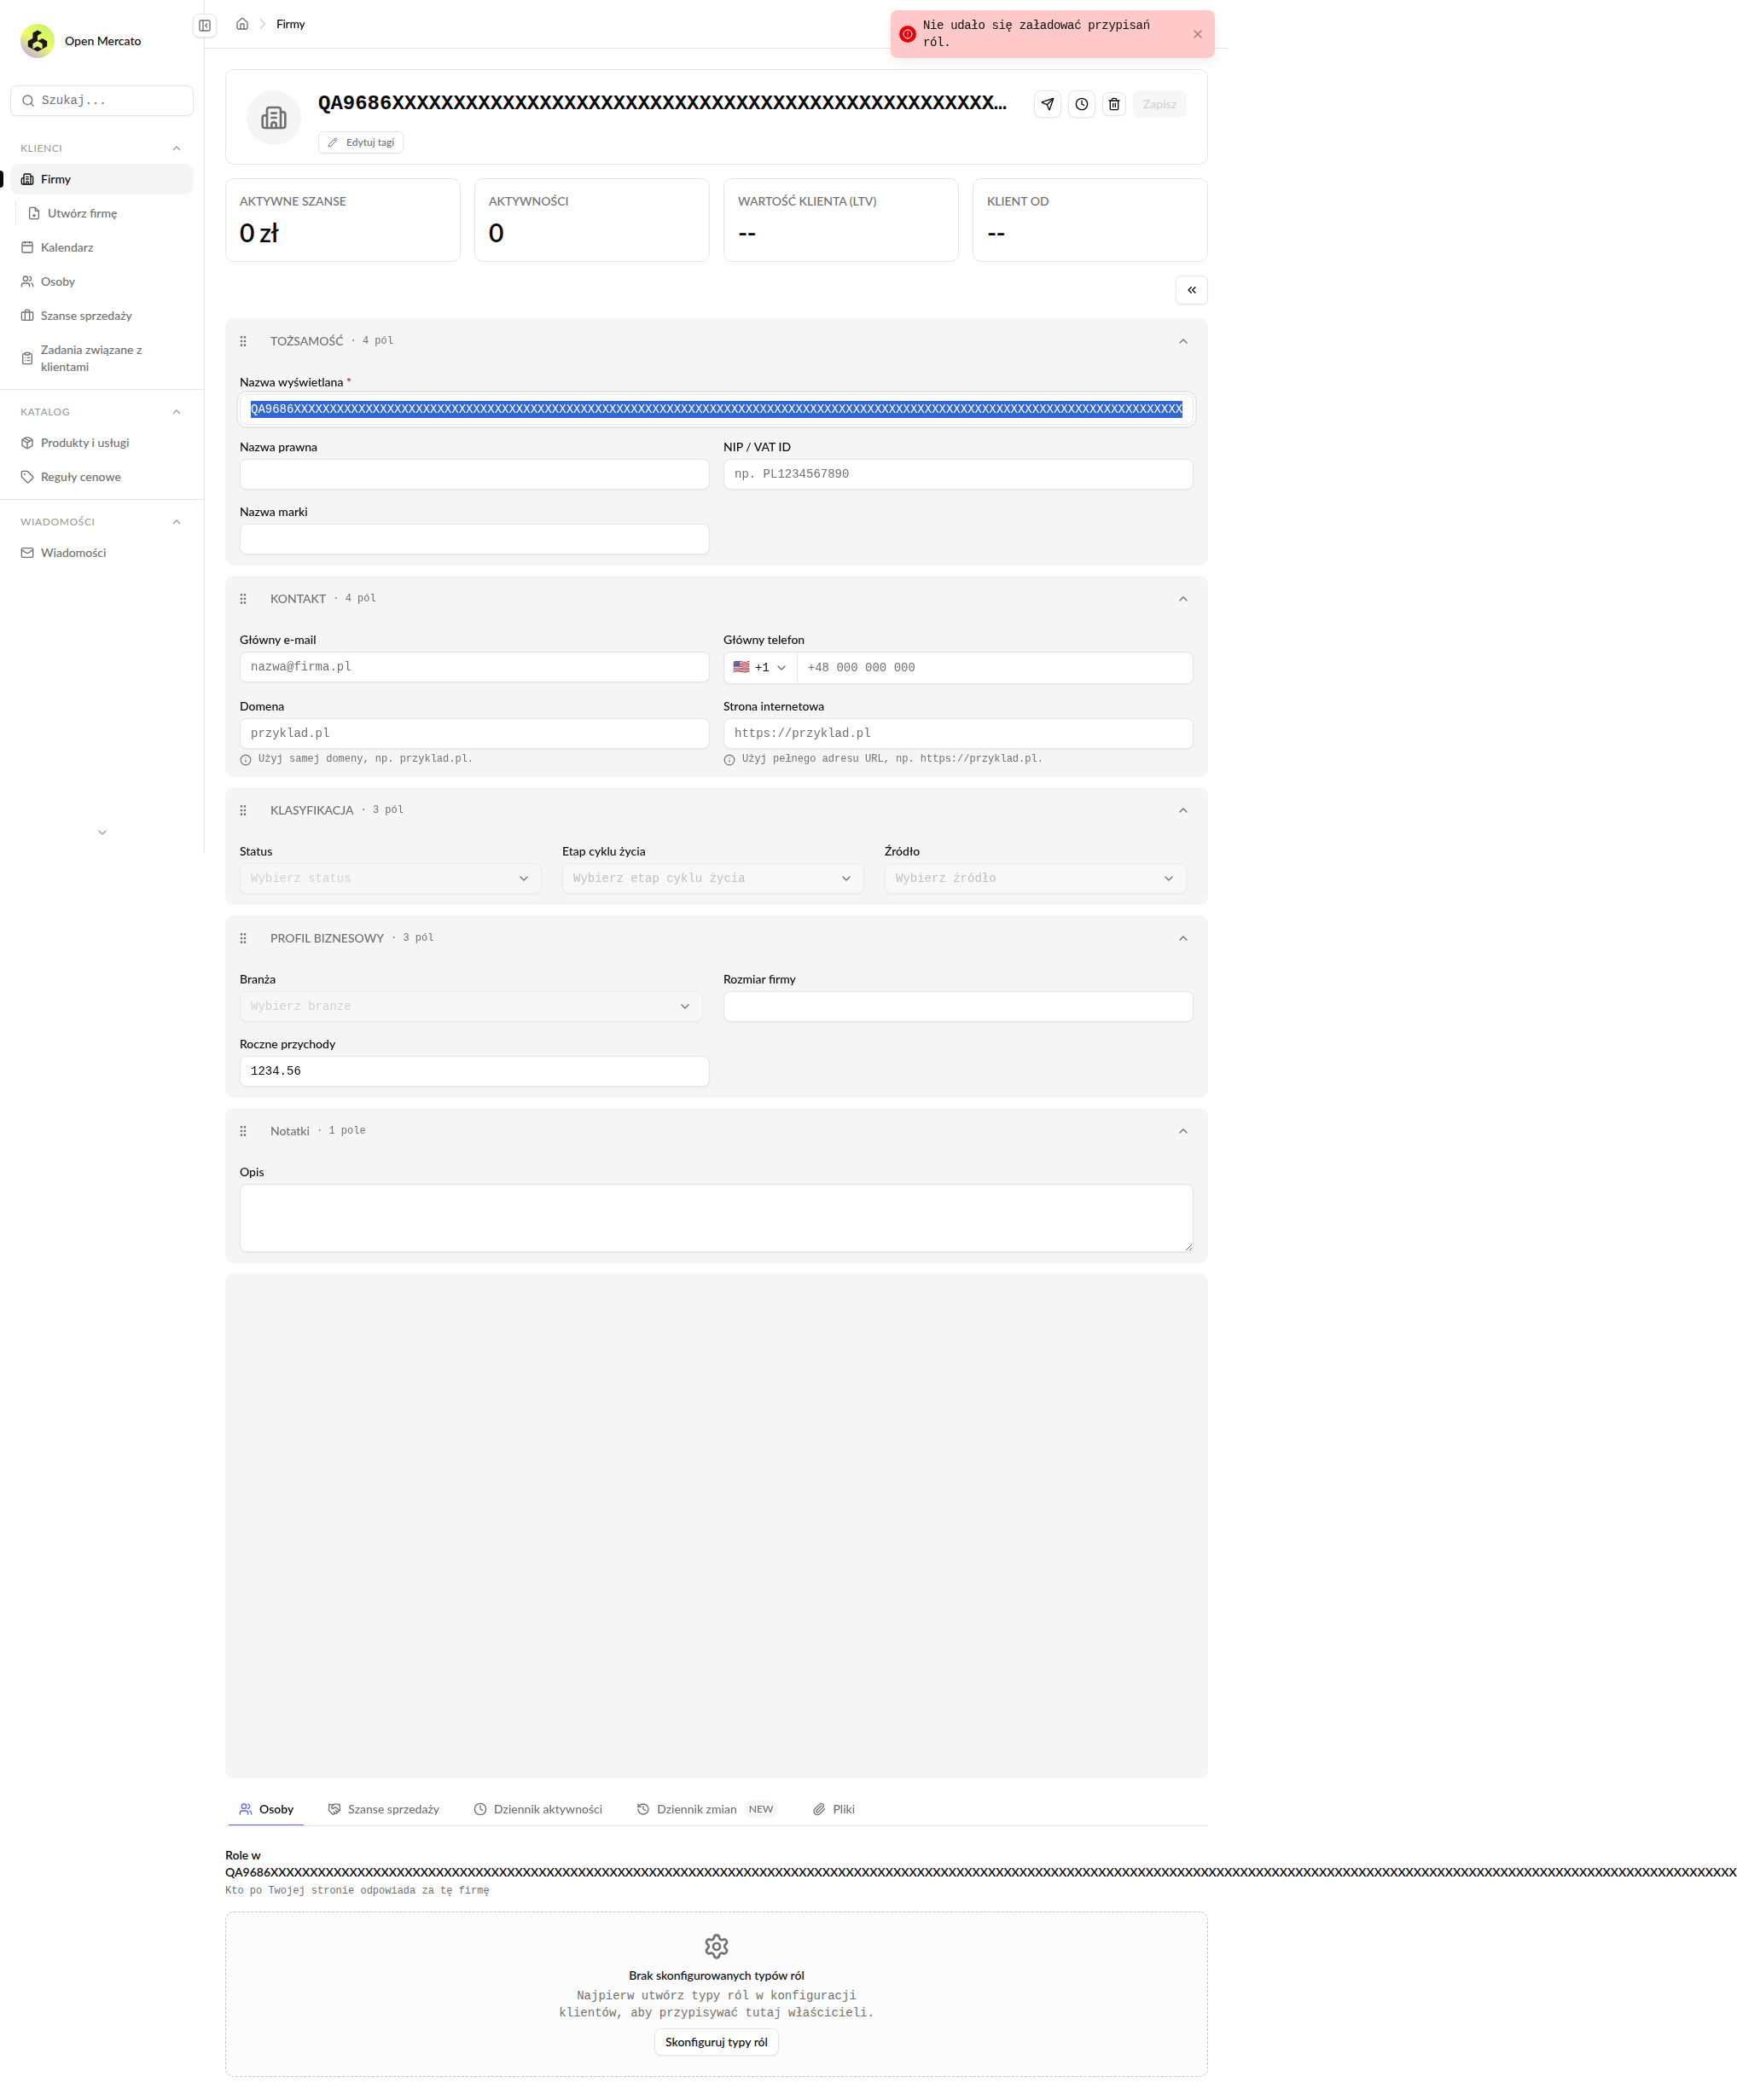 Open Mercato
Szukaj...
KLIENCI
Firmy
Utwórz firmę
Kalendarz
Osoby
Szanse sprzedaży
Zadania związane z
klientami
KATALOG
Produkty i usługi
Reguły cenowe
WIADOMOŚCI
Wiadomości
Firmy
Nie udało się załadować przypisań
ról.
Zapisz
Edytuj tagi
AKTYWNE SZANSE
0 zł
AKTYWNOŚCI
0
WARTOŚĆ KLIENTA (LTV)
--
KLIENT OD
--
TOŻSAMOŚĆ · 4 pól
Nazwa wyświetlana *
Nazwa prawna
NIP / VAT ID
np. PL1234567890
Nazwa marki
KONTAKT · 4 pól
Główny e-mail
nazwa@firma.pl
Główny telefon
+1
+48 000 000 000
Domena
przyklad.pl
Użyj samej domeny, np. przyklad.pl.
Strona internetowa
https://przyklad.pl
Użyj pełnego adresu URL, np. https://przyklad.pl.
KLASYFIKACJA · 3 pól
Status
Wybierz status
Etap cyklu życia
Wybierz etap cyklu życia
Źródło
Wybierz źródło
PROFIL BIZNESOWY · 3 pól
Branża
Wybierz branze
Rozmiar firmy
Roczne przychody
1234.56
Notatki · 1 pole
Opis
Osoby
Szanse sprzedaży
Dziennik aktywności
Dziennik zmian NEW
Pliki
Role w
Kto po Twojej stronie odpowiada za tę firmę
Brak skonfigurowanych typów ról
Najpierw utwórz typy ról w konfiguracji
klientów, aby przypisywać tutaj właścicieli.
Skonfiguruj typy ról